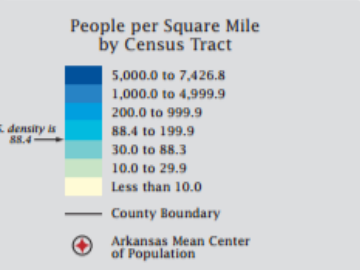 People per Square Mile
by Census Tract
5,000.0 to 7,426.8
1,000.0 to 4,999.9
200.0 to 999.9
density is
88.4
88.4 to 199.9
30.0 to 88.3
10.0 to 29.9
Less than 10.0
County Boundary
Arkansas Mean Center
of Population